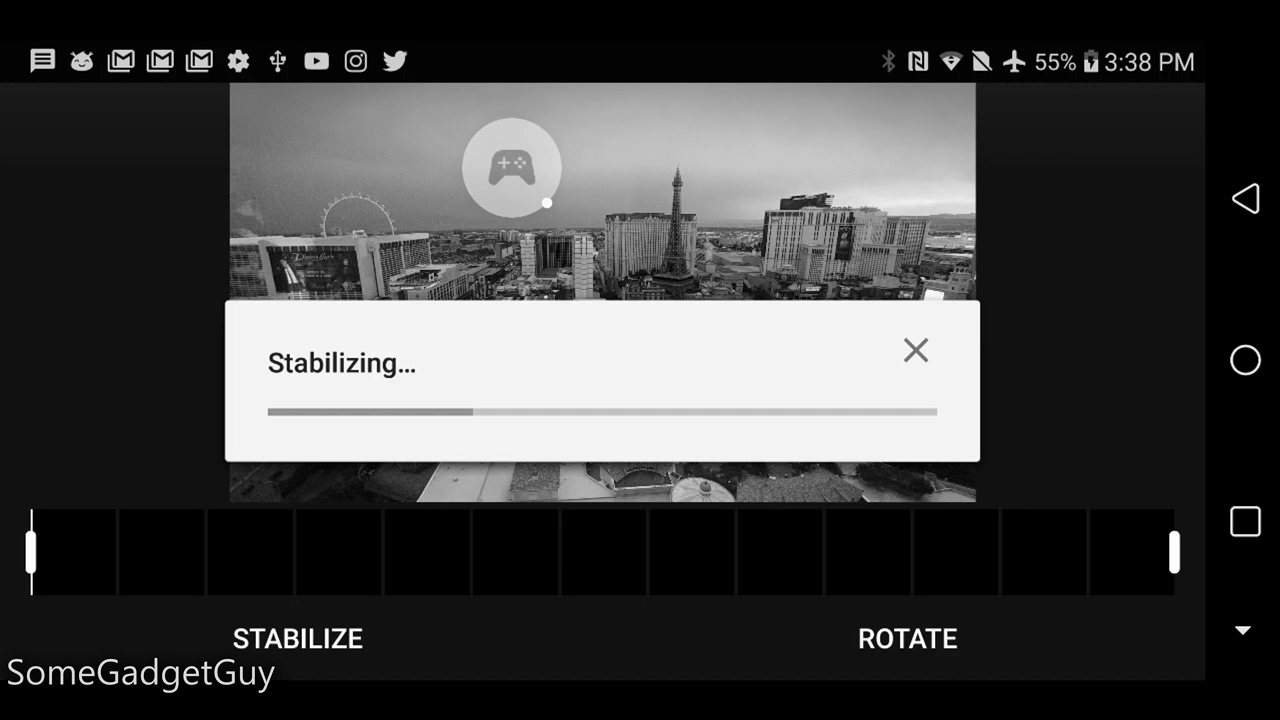 55% 3:38 PM
Stabilizing...
STABILIZE
ROTATE
SomeGadgetGuy